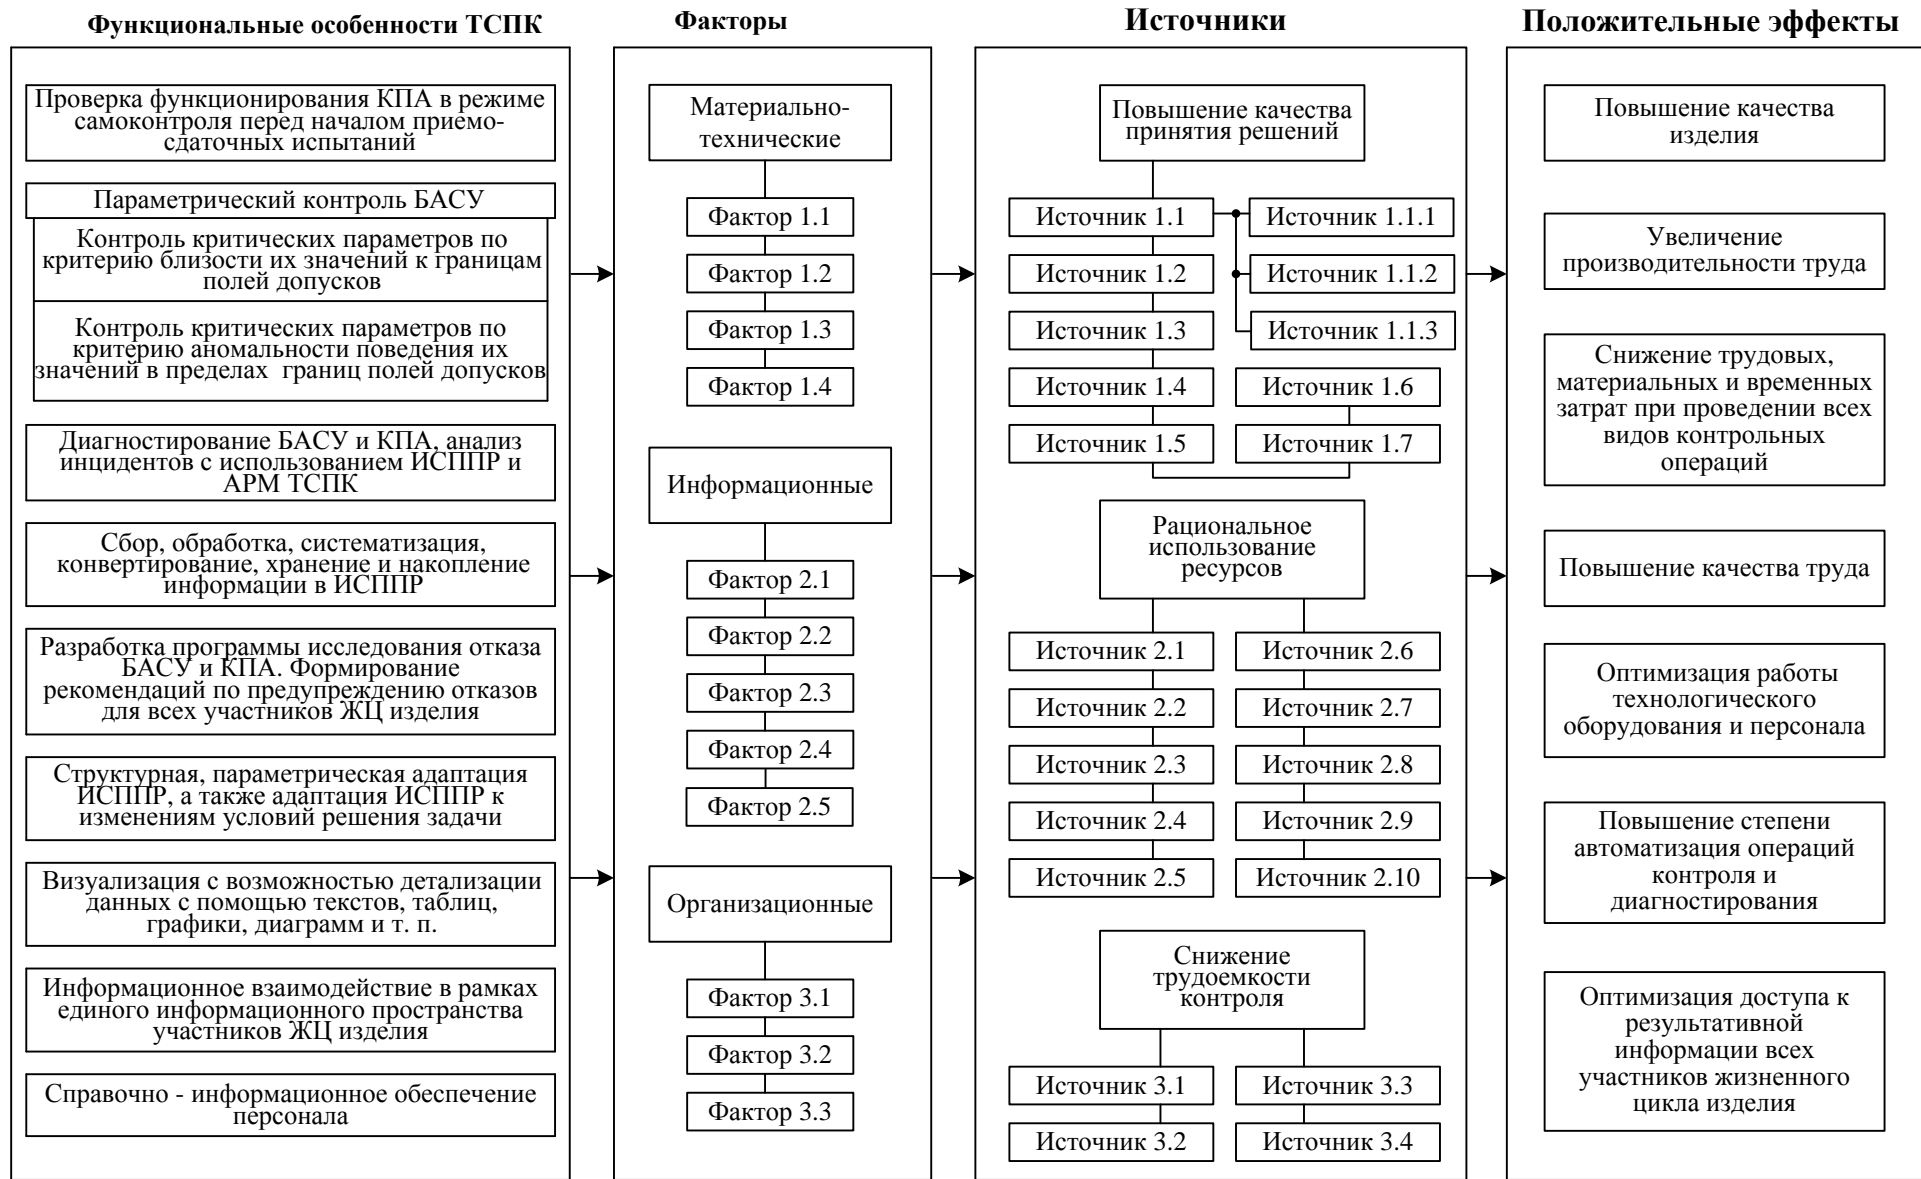 Функциональные особенности ТСПК
Проверка функционирования КПА в режиме
самоконтроля перед началом приемо-
сдаточных испытаний
Параметрический контроль БАСУ
Контроль критических параметров по
критерию близости их значений к границам
полей допусков
Контроль критических параметров по
критерию аномальности поведения их
значений в пределах границ полей допусков
Диагностирование БАСУ и КПА, анализ
инцидентов с использованием ИСППР и
АРМ ТСПК
Сбор, обработка, систематизация,
конвертирование, хранение и накопление
информации в ИСППР
Разработка программы исследования отказа
БАСУ и КПА. Формирование
рекомендаций по предупреждению отказов
для всех участников ЖЦ изделия
Структурная, параметрическая адаптация
ИСППР, а также адаптация ИСППР к
изменениям условий решения задачи
Визуализация с возможностью детализации
данных с помощью текстов, таблиц,
графики, диаграмм и т. п.
Информационное взаимодействие в рамках
единого информационного пространства
участников ЖЦ изделия
Справочно - информационное обеспечение
персонала
Факторы
Материально-
технические
Фактор 1.1
Фактор 1.2
Фактор 1.3
Фактор 1.4
Информационные
Фактор 2.1
Фактор 2.2
Фактор 2.3
Фактор 2.4
Фактор 2.5
Организационные
Фактор 3.1
Фактор 3.2
Фактор 3.3
Источники
Повышение качества
принятия решений
Источник 1.1
Источник 1.2
Источник 1.3
Источник 1.4
Источник 1.5
Источник 1.1.1
Источник 1.1.2
Источник 1.1.3
Источник 1.6
Источник 1.7
Рациональное
использование
ресурсов
Источник 2.1
Источник 2.2
Источник 2.3
Источник 2.4
Источник 2.5
Источник 2.6
Источник 2.7
Источник 2.8
Источник 2.9
Источник 2.10
Снижение
трудоемкости
контроля
Источник 3.1
Источник 3.2
Источник 3.3
Источник 3.4
Положительные эффекты
Повышение качества
изделия
Увеличение
производительности труда
Снижение трудовых,
материальных и временных
затрат при проведении всех
видов контрольных
операций
Повышение качества труда
Оптимизация работы
технологического
оборудования и персонала
Повышение степени
автоматизация операций
контроля и
диагностирования
Оптимизация доступа к
результативной
информации всех
участников жизненного
цикла изделия